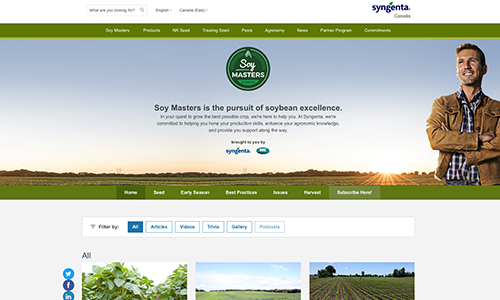 What are you looking for?
English
Canada (East)
syngenta
Canada
Soy Masters
Products
NK Seed
Treating Seed
Pests
Agronomy
News
Partner Program
Commitments
Soy
MASTERS
Soy Masters is the pursuit of soybean excellence.
In your quest to grow the best possible crop, we're here to help you. At Syngenta, we're
committed to helping you hone your production skills, enhance your agronomic knowledge,
and provide you support along the way.
brought to you by
syngenta
NK
Home
Seed
Early Season
Best Practices
Issues
Harvest
Subscribe Here!
Filter by:
All
Articles
Videos
Trivia
Gallery
Podcasts
All